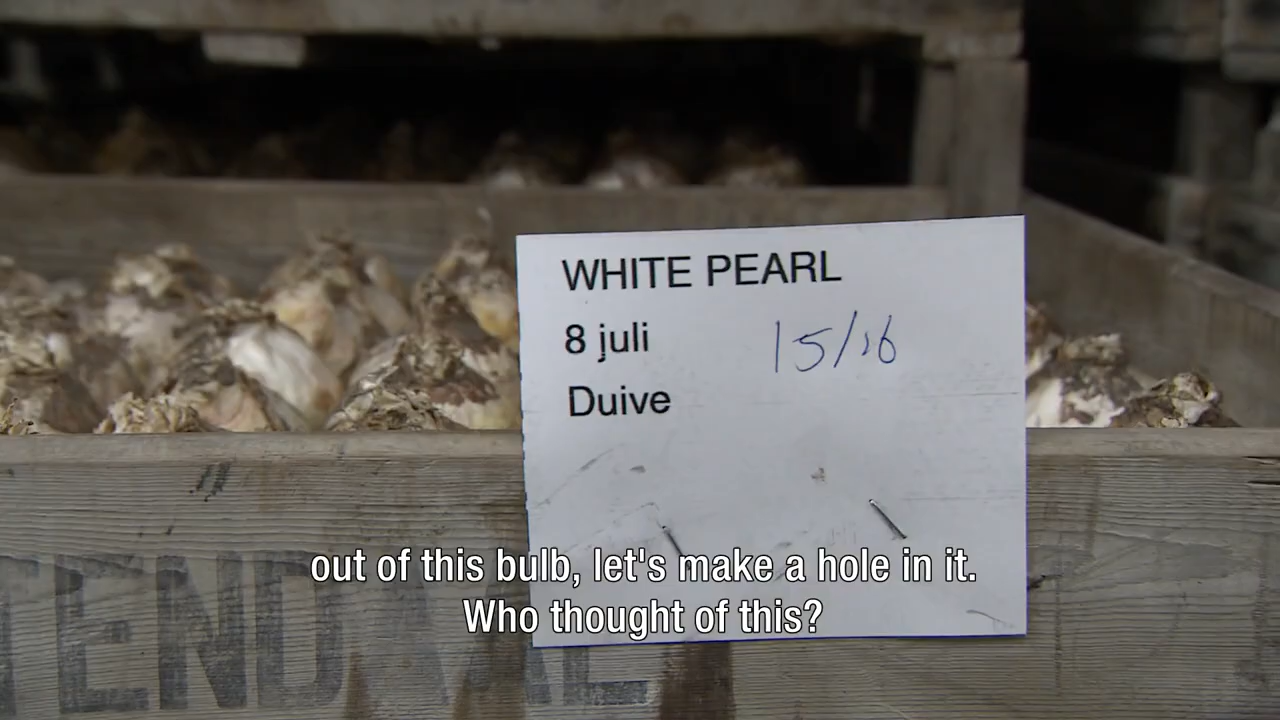 WHITE PEARL
8 juli 15/16
Duive
out of this bulb, let's make a hole in it.
Who thought of this?